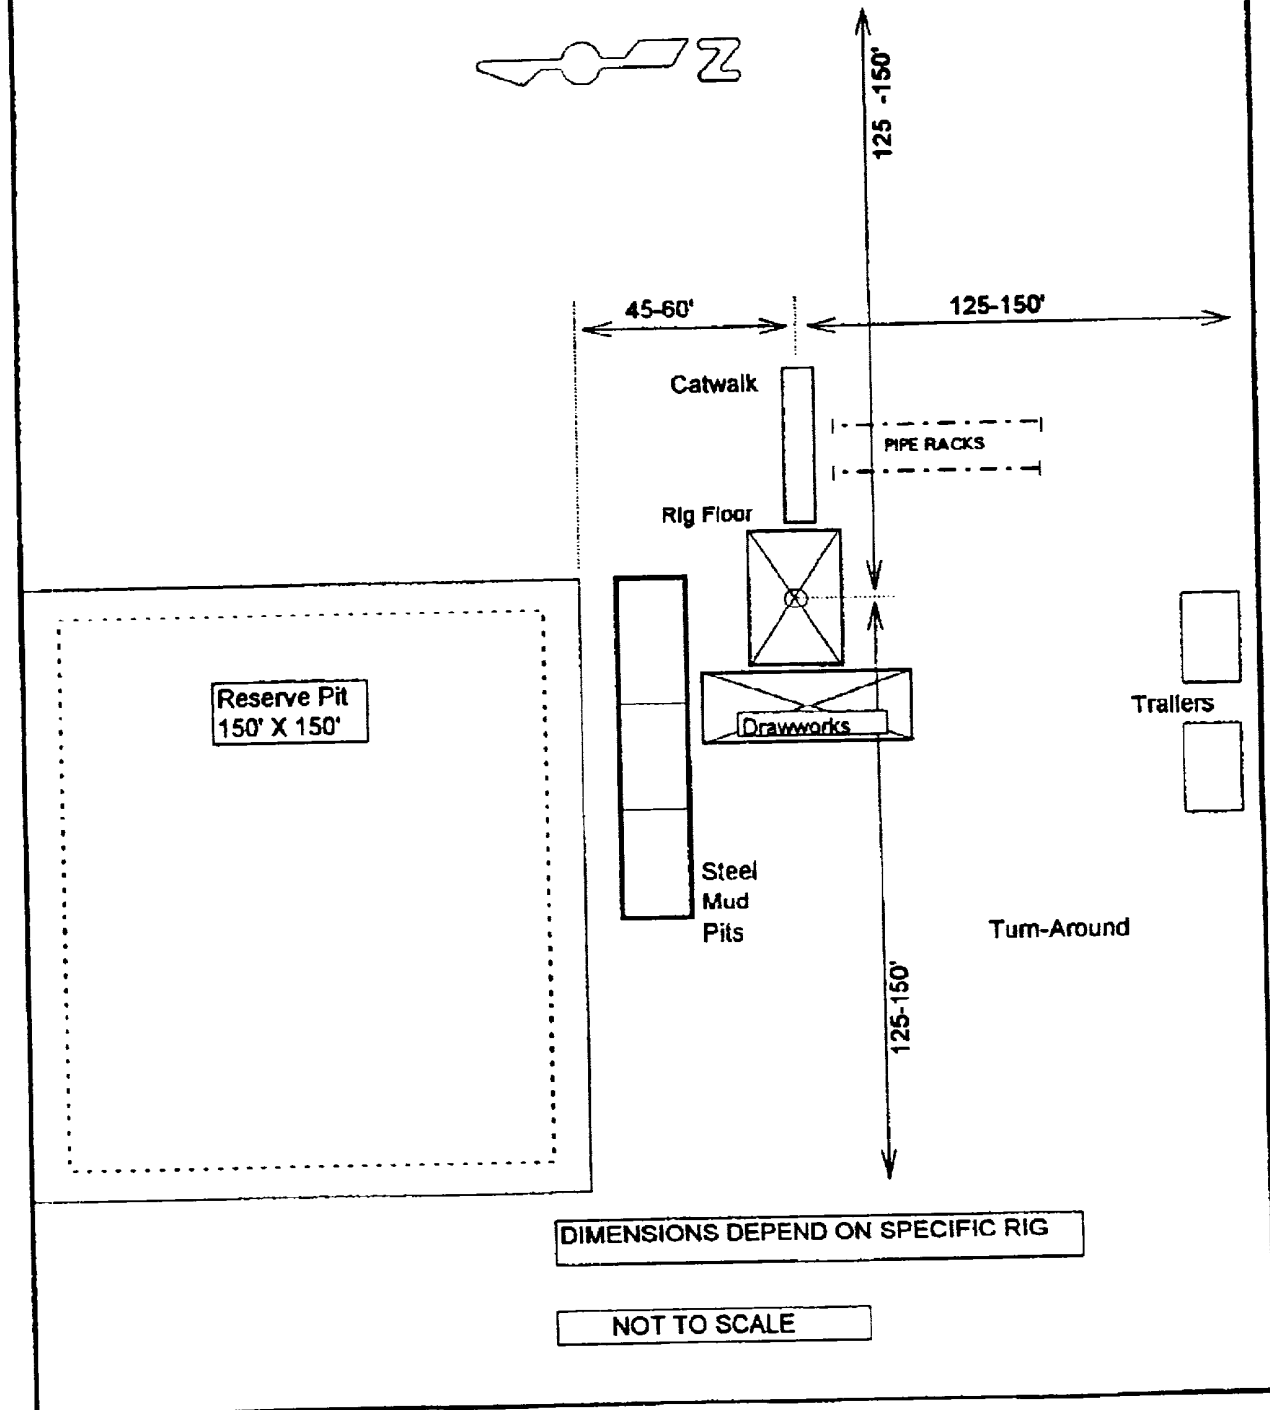 N
125 -150'
45-60'
125-150'
Catwalk
PIPE RACKS
Rig Floor
Reserve Pit
150' X 150'
Drawworks
Trailers
Steel
Mud
Pits
Turn-Around
125-150'
DIMENSIONS DEPEND ON SPECIFIC RIG
NOT TO SCALE